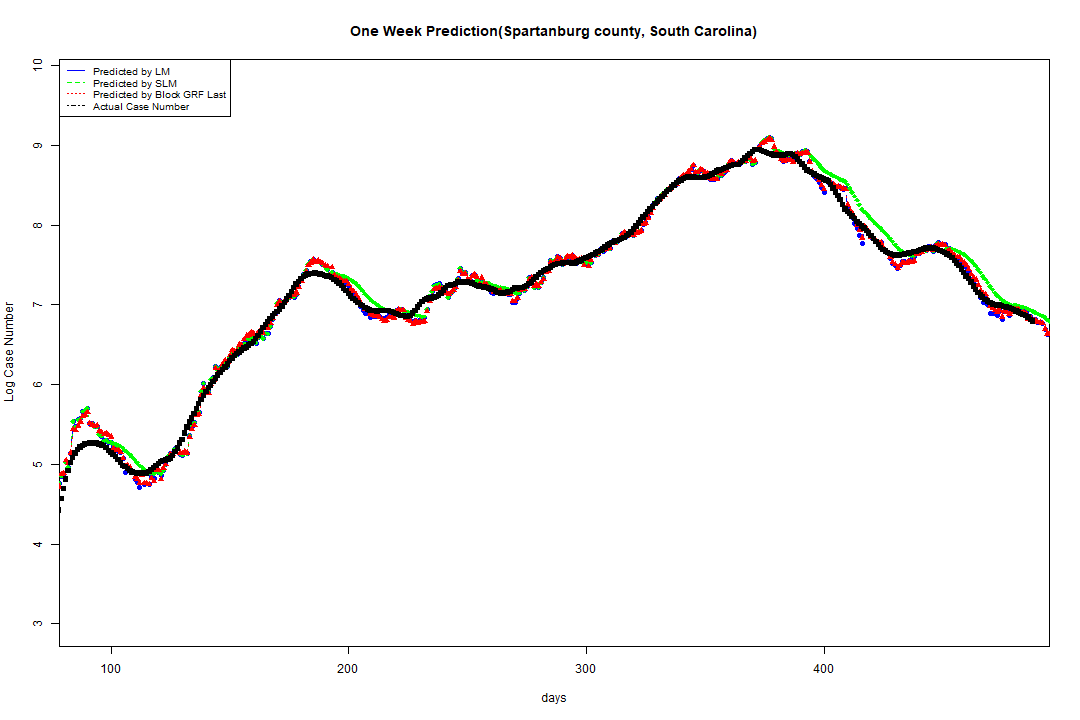 One Week Prediction(Spartanburg county, South Carolina)
Predicted by LM
Predicted by SLM
Predicted by Block GRF Last
Actual Case Number
10
9
8
7
6
5
4
3
Log Case Number
100
200
300
400
days